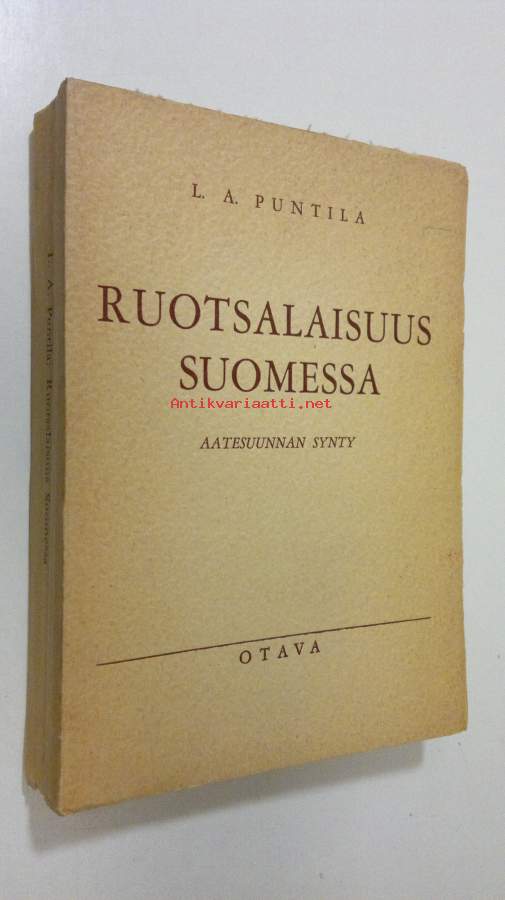 L. A. PUNTILA
RUOTSALAISUUS
SUOMESSA
Antikvariaatti.net
AATESUUNNAN SYNTY
OTAVA
L. A. Puntila: Ruotsalaisuus Suomessa